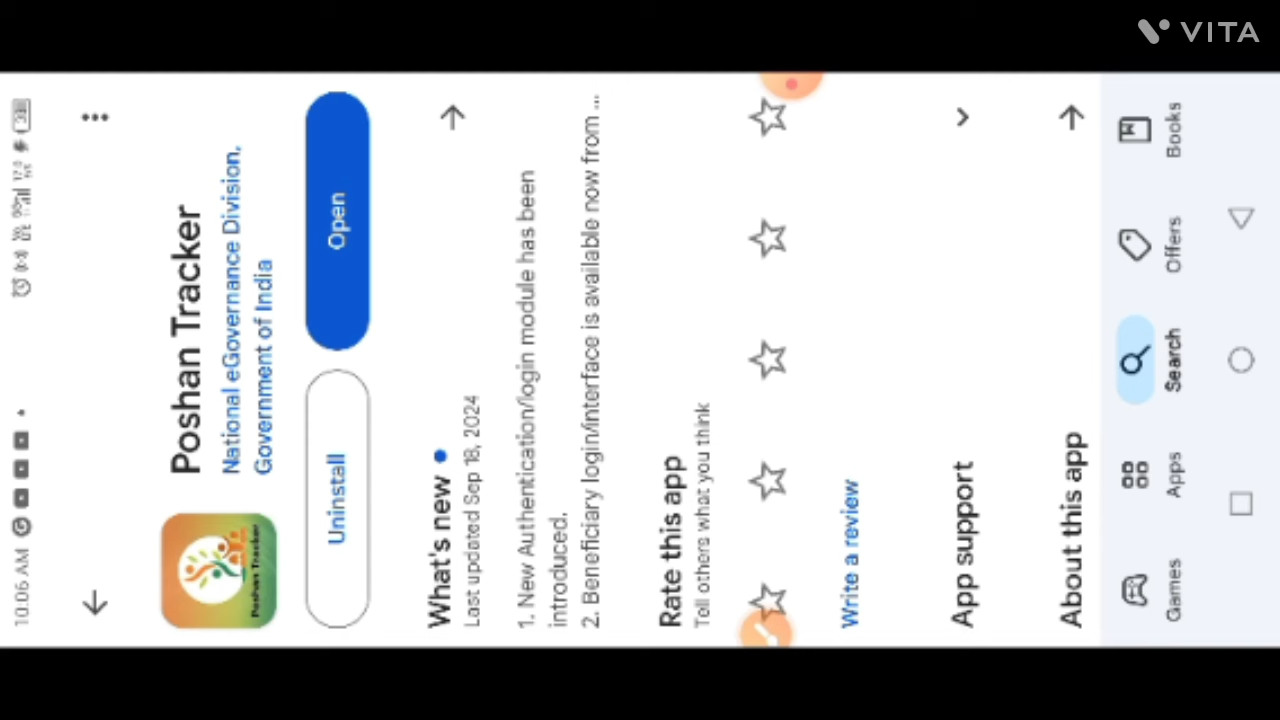 VITA
10:06 AM
Poshan Tracker
National eGovernance Division,
Government of India
Poshan Tracker
Uninstall
Open
What's new
Last updated Sep 18, 2024
1. New Authentication/login module has been
introduced.
2. Beneficiary login/interface is available now from ...
Rate this app
Tell others what you think
Write a review
App support
About this app
Games
Apps
Search
Offers
Books